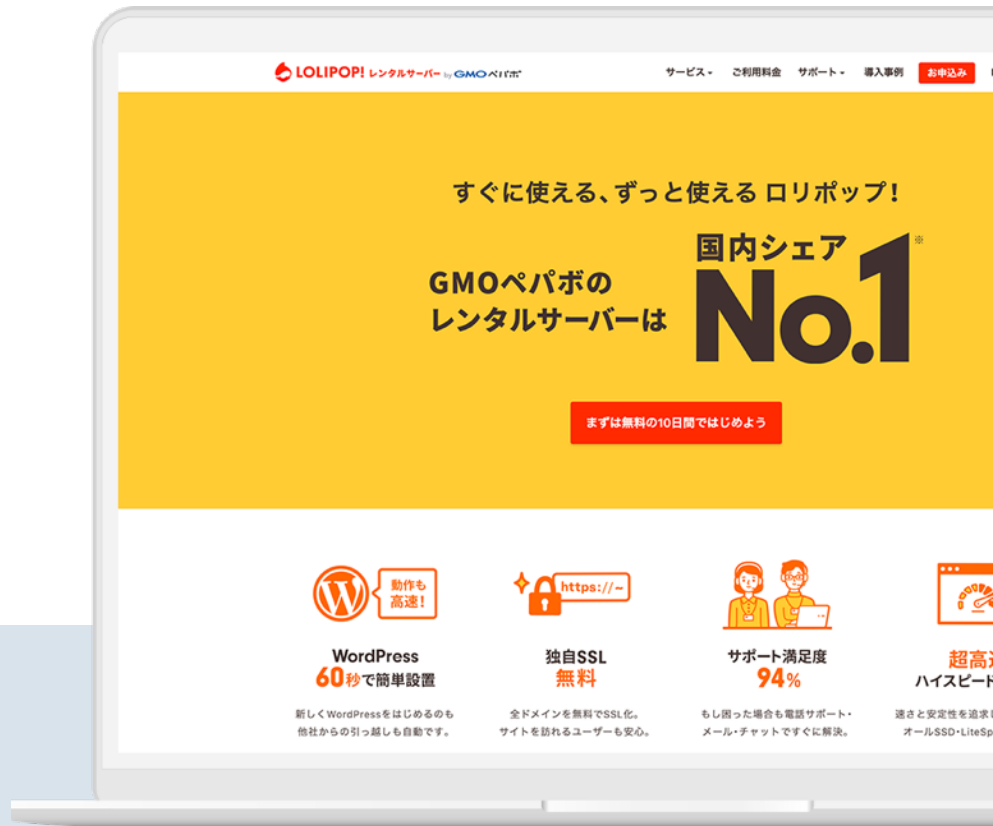 LOLIPOP! レンタルサーバー by GMOペパボ
サービス ご利用料金 サポート 導入事例 お申込み
すぐに使える、ずっと使える ロリポップ!
GMOペパボの
レンタルサーバーは
国内シェア
No.1※
まずは無料の10日間ではじめよう
動作も
高速!
WordPress
60秒で簡単設置
新しくWordPressをはじめるのも
他社からの引っ越しも自動です。
https://~
独自SSL
無料
全ドメインを無料でSSL化。
サイトを訪れるユーザーも安心。
サポート満足度
94%
もし困った場合も電話サポート・
メール・チャットですぐに解決。
超高
ハイスピード
速さと安定性を追求
オールSSD・LiteSp